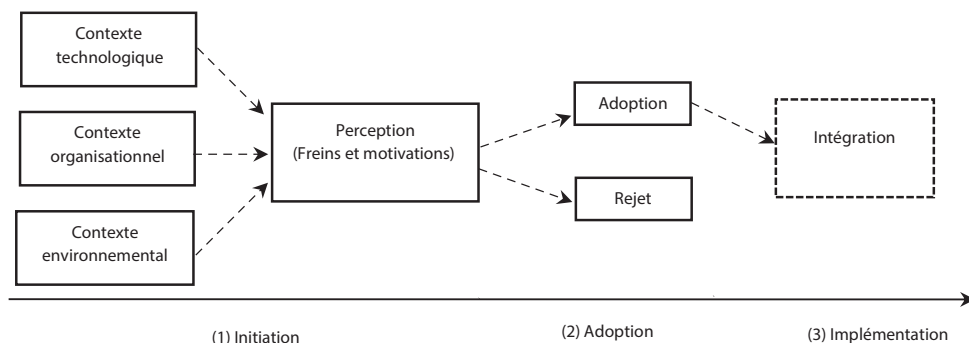 Contexte
technologique
Contexte
organisationnel
Contexte
environnemental
Perception
(Freins et motivations)
Adoption
Rejet
Intégration
(1) Initiation
(2) Adoption
(3) Implémentation